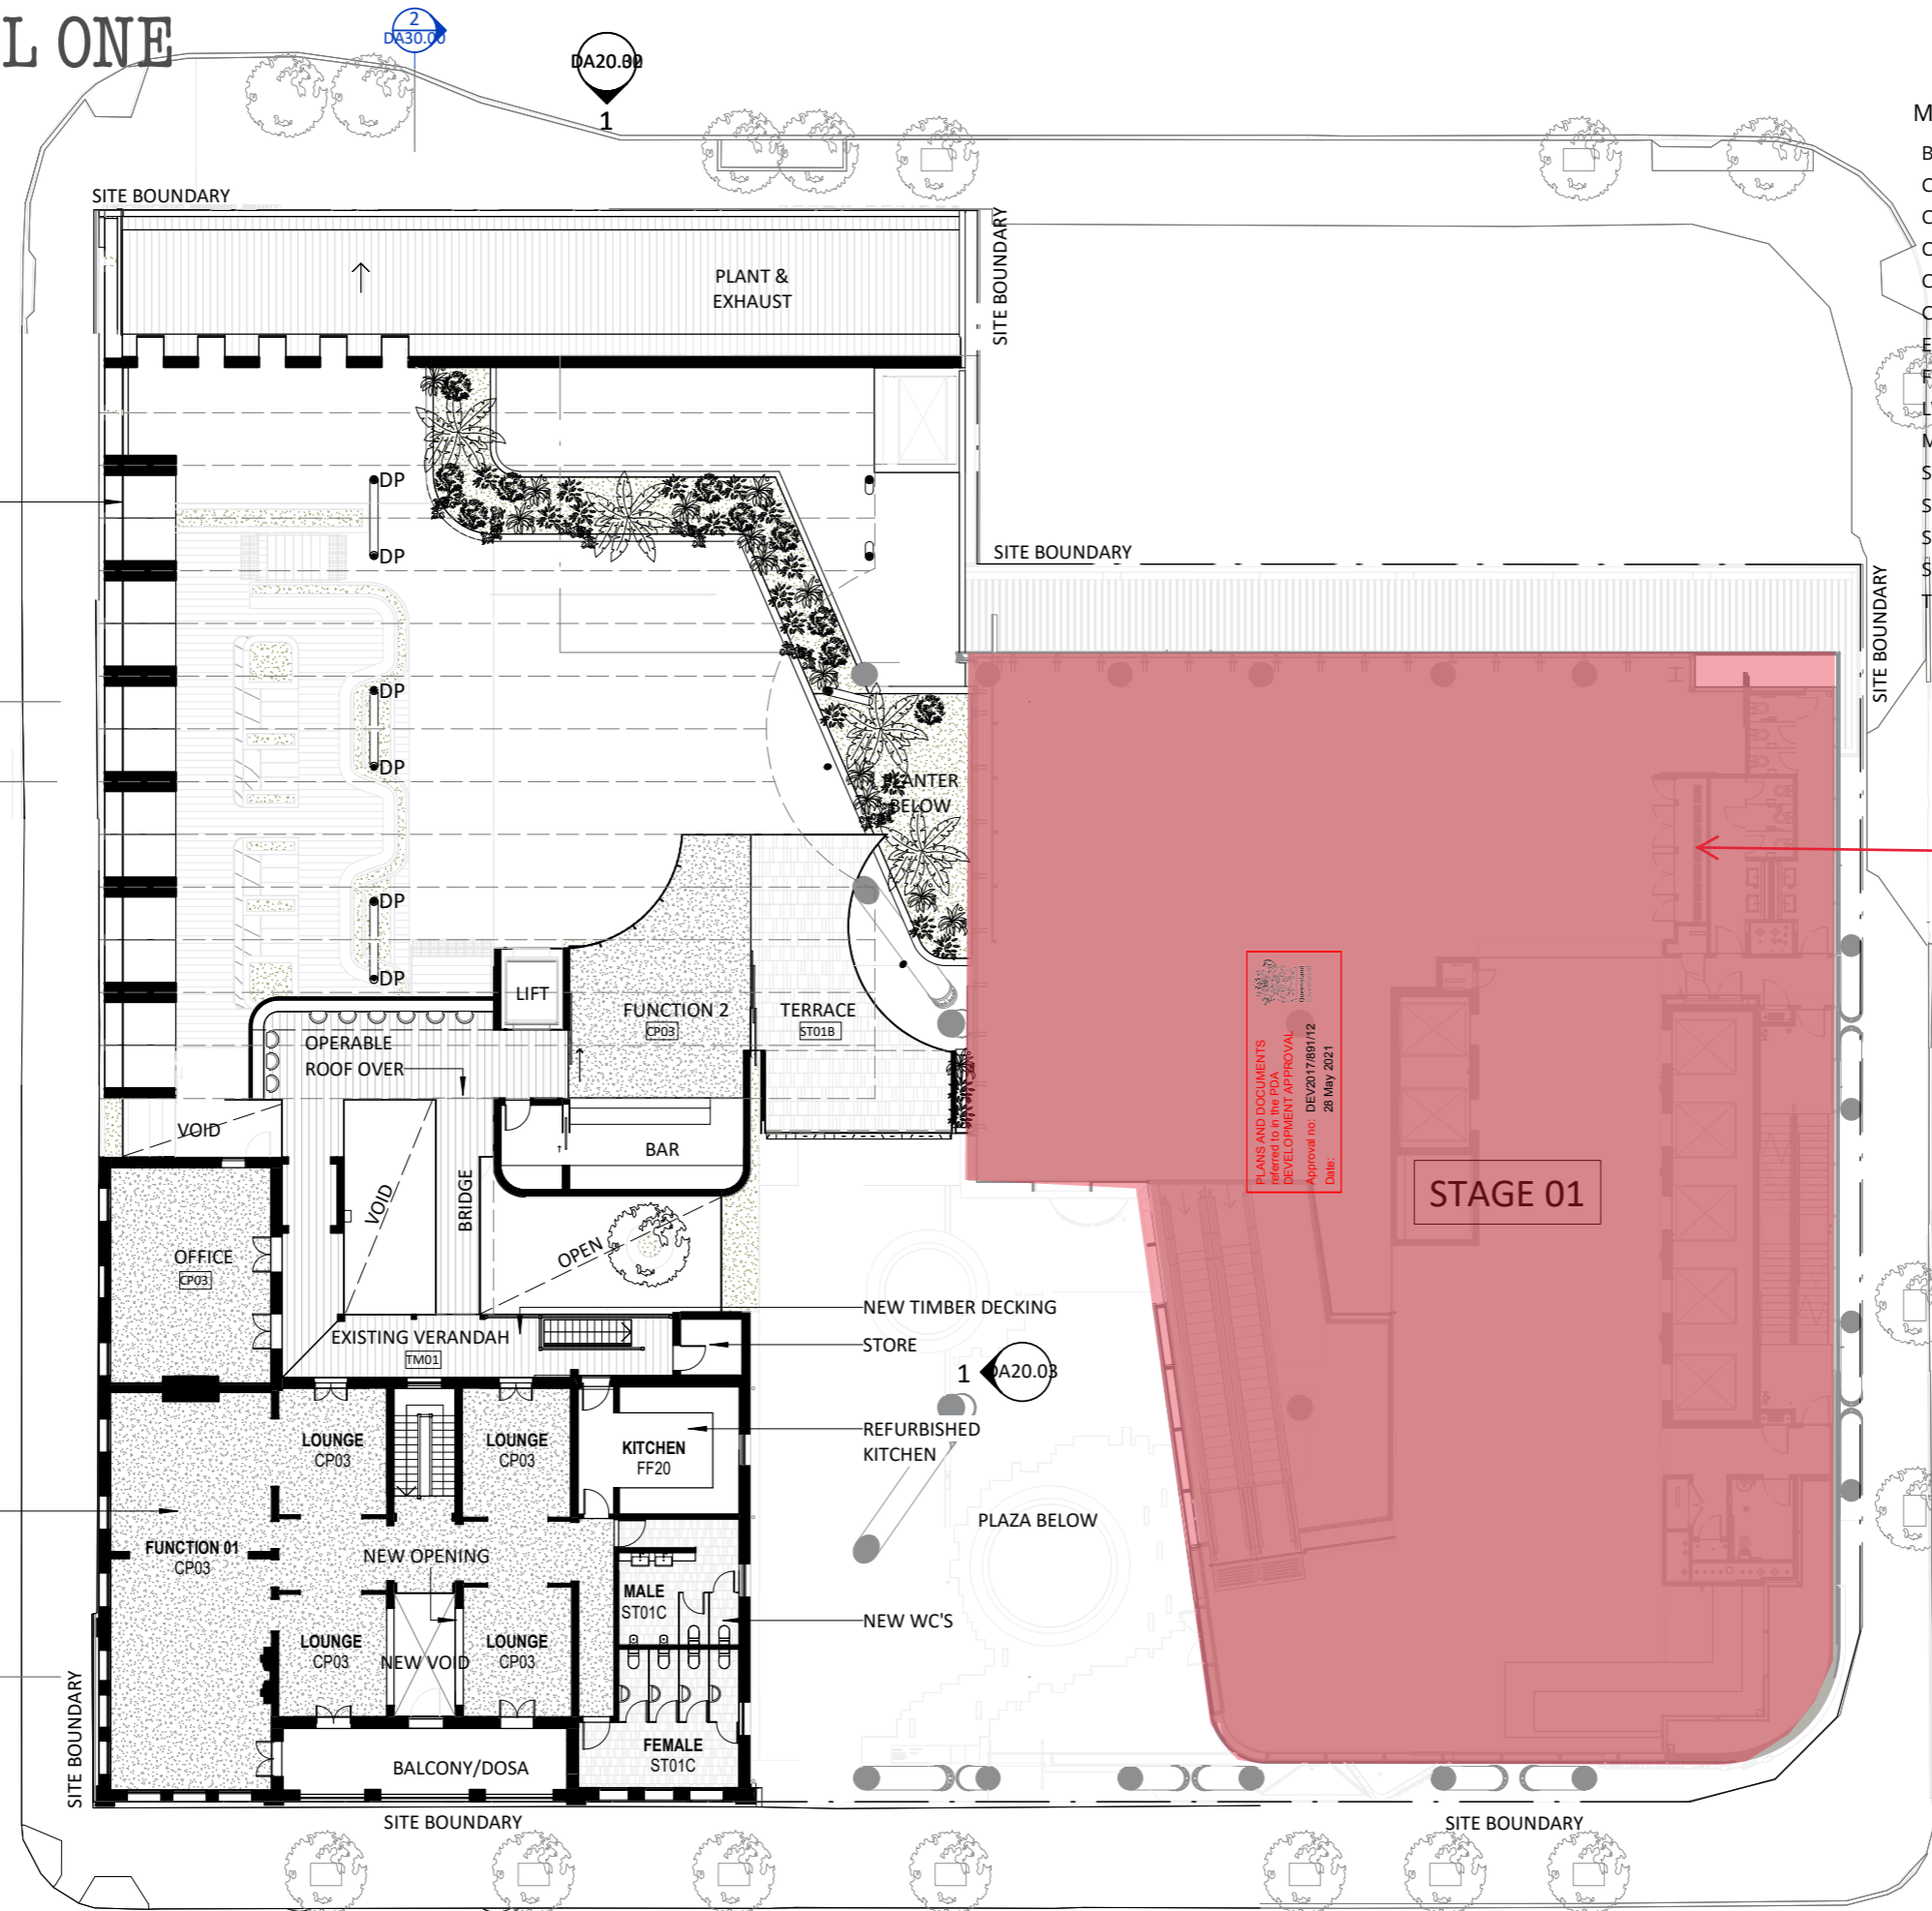 L ONE
2
DA30.00
1
M
B
C
C
C
C
C
E
F
L
M
S
S
S
S
T
SITE BOUNDARY
SITE BOUNDARY
PLANT &
EXHAUST
SITE BOUNDARY
SITE BOUNDARY
DP
DP
DP
DP
DP
DP
PLANTER
BELOW
LIFT
FUNCTION 2
CP03
TERRACE
ST01B
OPERABLE
ROOF OVER
VOID
BAR
VOID
BRIDGE
OPEN
OFFICE
CP03
EXISTING VERANDAH
TM01
NEW TIMBER DECKING
STORE
1
DA20.03
REFURBISHED
KITCHEN
PLAZA BELOW
NEW WC'S
LOUNGE
CP03
LOUNGE
CP03
KITCHEN
FF20
FUNCTION 01
CP03
NEW OPENING
MALE
ST01C
LOUNGE
CP03
NEW VOID
LOUNGE
CP03
FEMALE
ST01C
BALCONY/DOSA
SITE BOUNDARY
SITE BOUNDARY
SITE BOUNDARY
STAGE 01
Queensland
Government
PLANS AND DOCUMENTS
referred to in the PDA
DEVELOPMENT APPROVAL
Approval no: DEV2017/891/12
Date: 28 May 2021